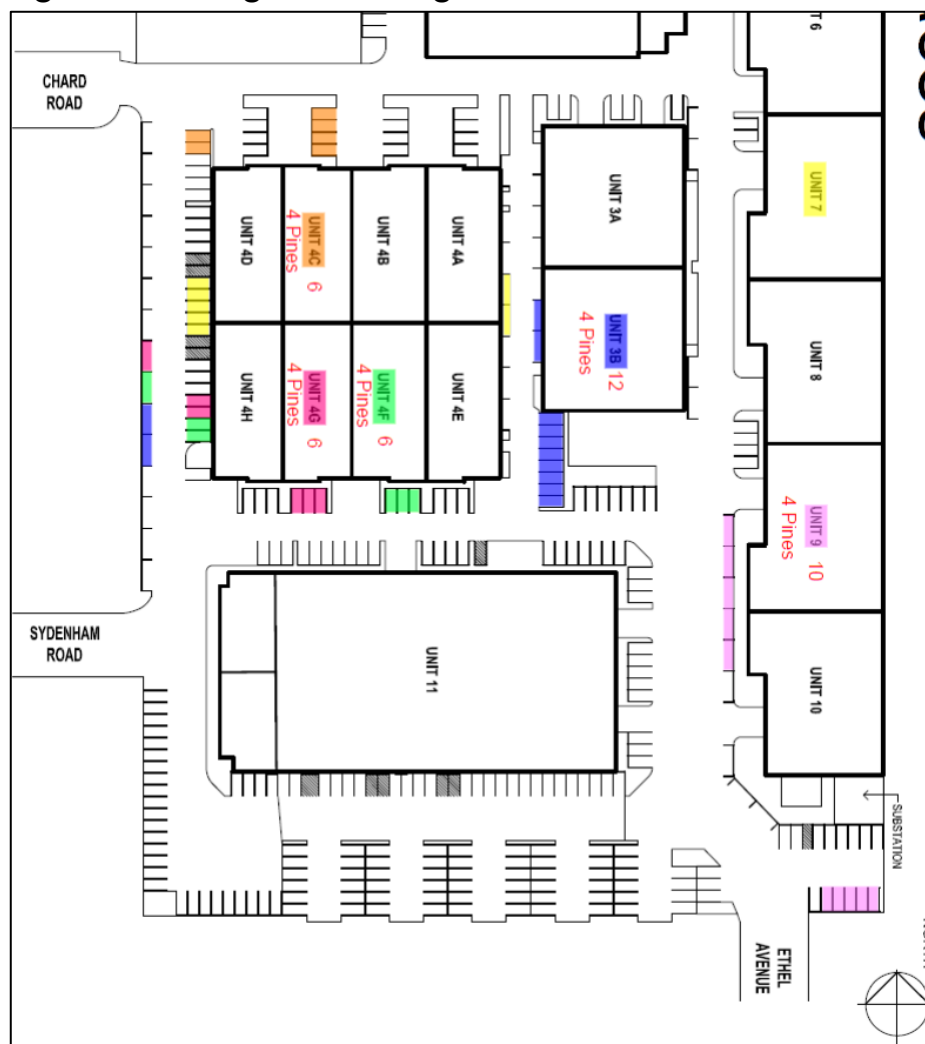 CHARD
ROAD
UNIT 6
UNIT 7
UNIT 3A
UNIT 4D
UNIT 4C 6
4 Pines
UNIT 4B
UNIT 4A
UNIT 3B 12
4 Pines
UNIT 8
UNIT 4H
UNIT 4G 6
4 Pines
UNIT 4F 6
4 Pines
UNIT 4E
UNIT 9 10
4 Pines
SYDENHAM
ROAD
UNIT 11
UNIT 10
SUBSTATION
ETHEL
AVENUE